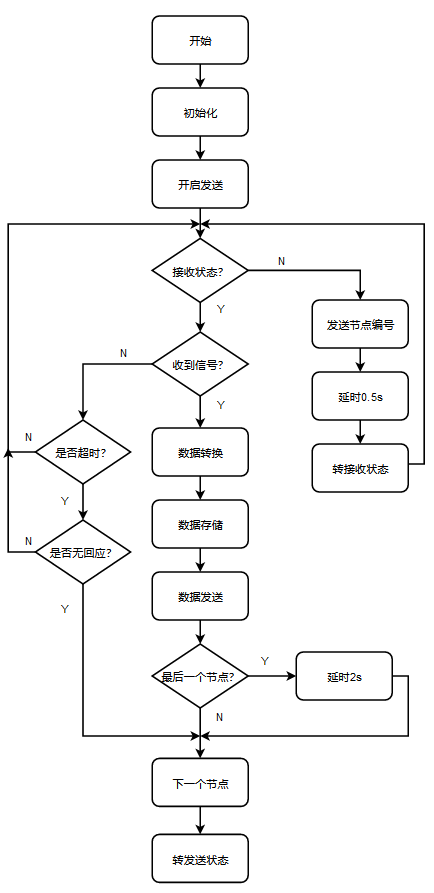 开始
初始化
开启发送
接收状态?
N
Y
发送节点编号
延时0.5s
转接收状态
收到信号?
N
Y
是否超时?
N
Y
是否无回应?
N
Y
数据转换
数据存储
数据发送
最后一个节点?
Y
N
延时2s
下一个节点
转发送状态